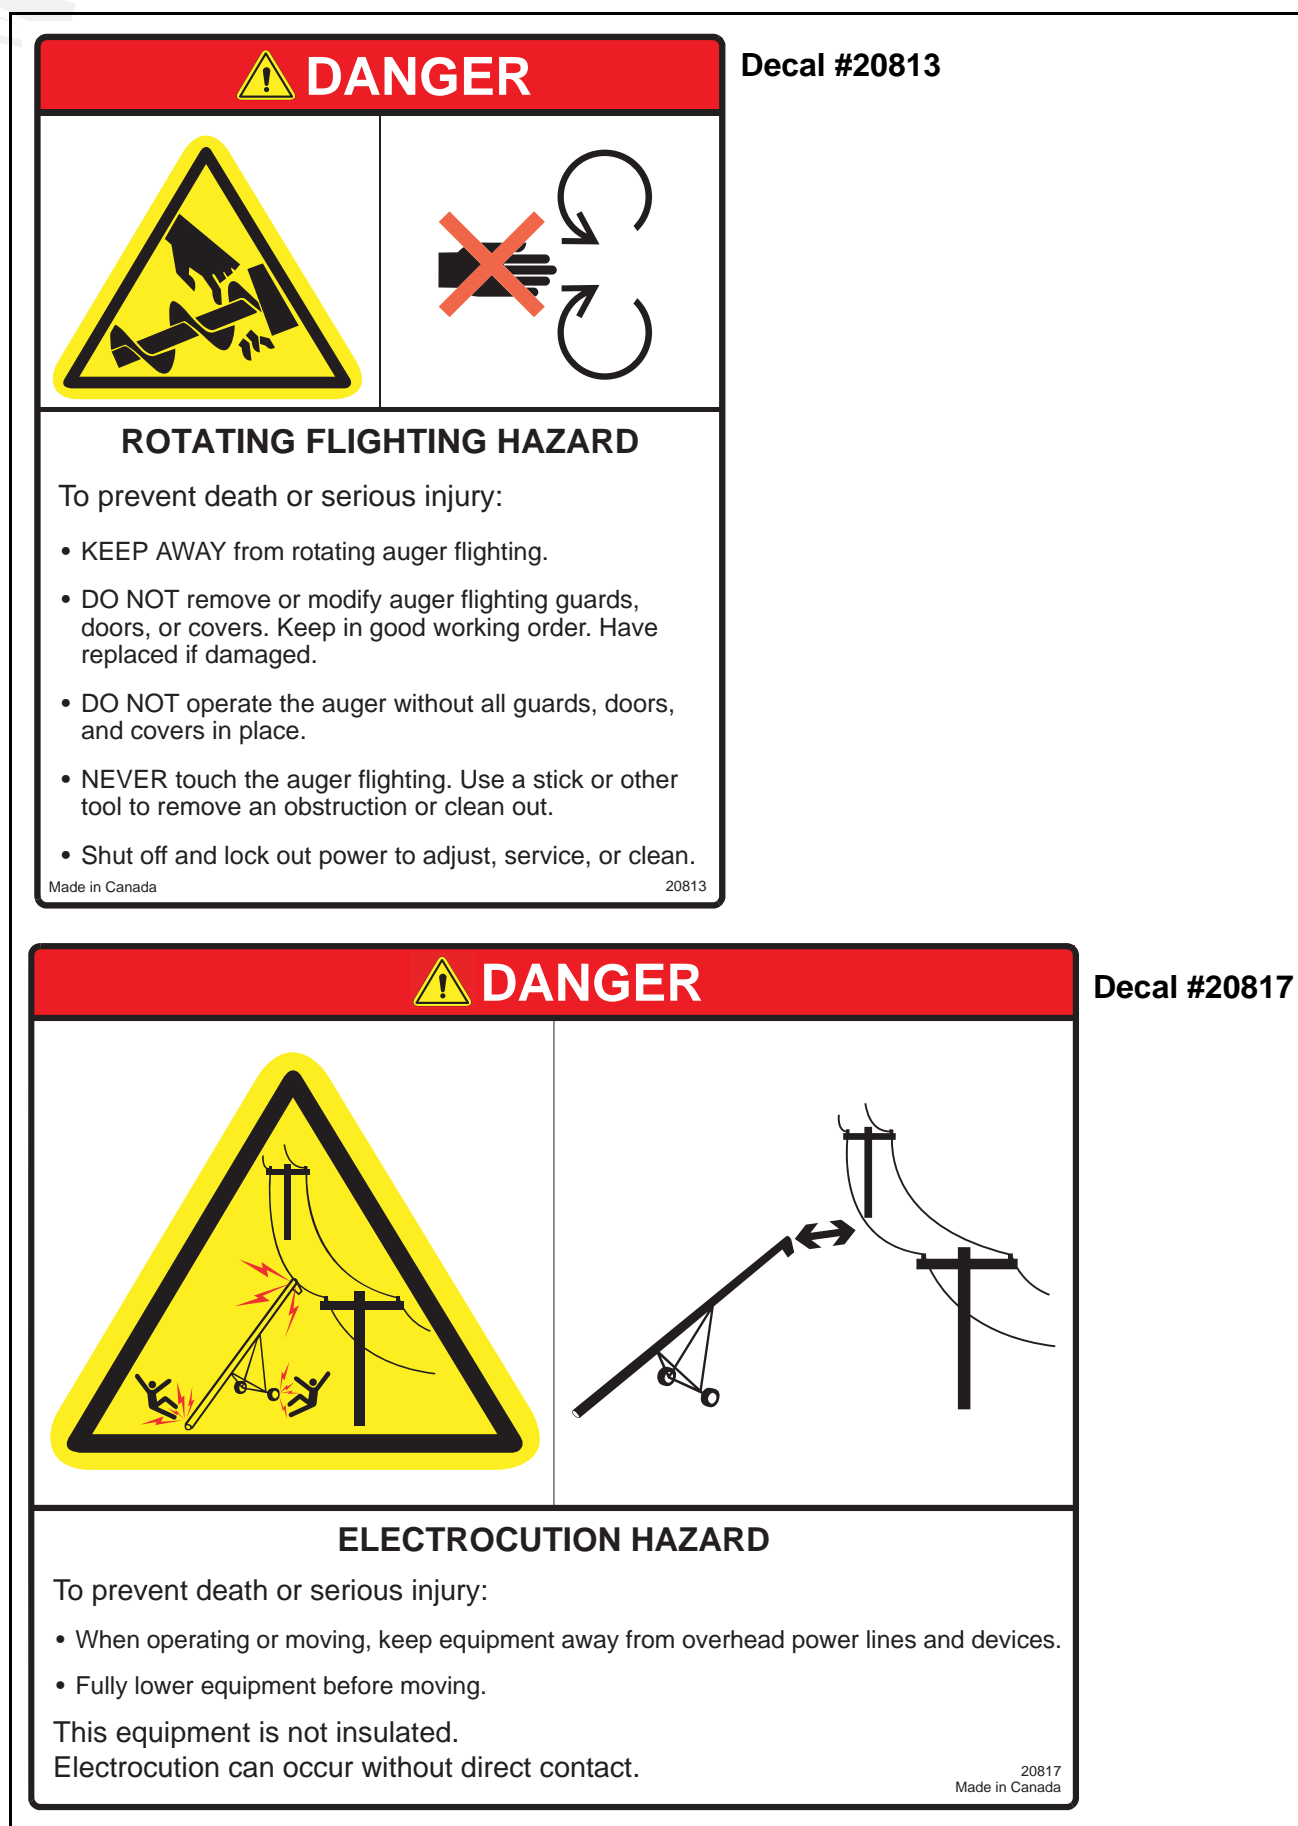 DANGER
Decal #20813
ROTATING FLIGHTING HAZARD
To prevent death or serious injury:
• KEEP AWAY from rotating auger flighting.
• DO NOT remove or modify auger flighting guards,
doors, or covers. Keep in good working order. Have
replaced if damaged.
• DO NOT operate the auger without all guards, doors,
and covers in place.
• NEVER touch the auger flighting. Use a stick or other
tool to remove an obstruction or clean out.
• Shut off and lock out power to adjust, service, or clean.
Made in Canada 20813
DANGER
Decal #20817
ELECTROCUTION HAZARD
To prevent death or serious injury:
• When operating or moving, keep equipment away from overhead power lines and devices.
• Fully lower equipment before moving.
This equipment is not insulated.
Electrocution can occur without direct contact.
20817
Made in Canada